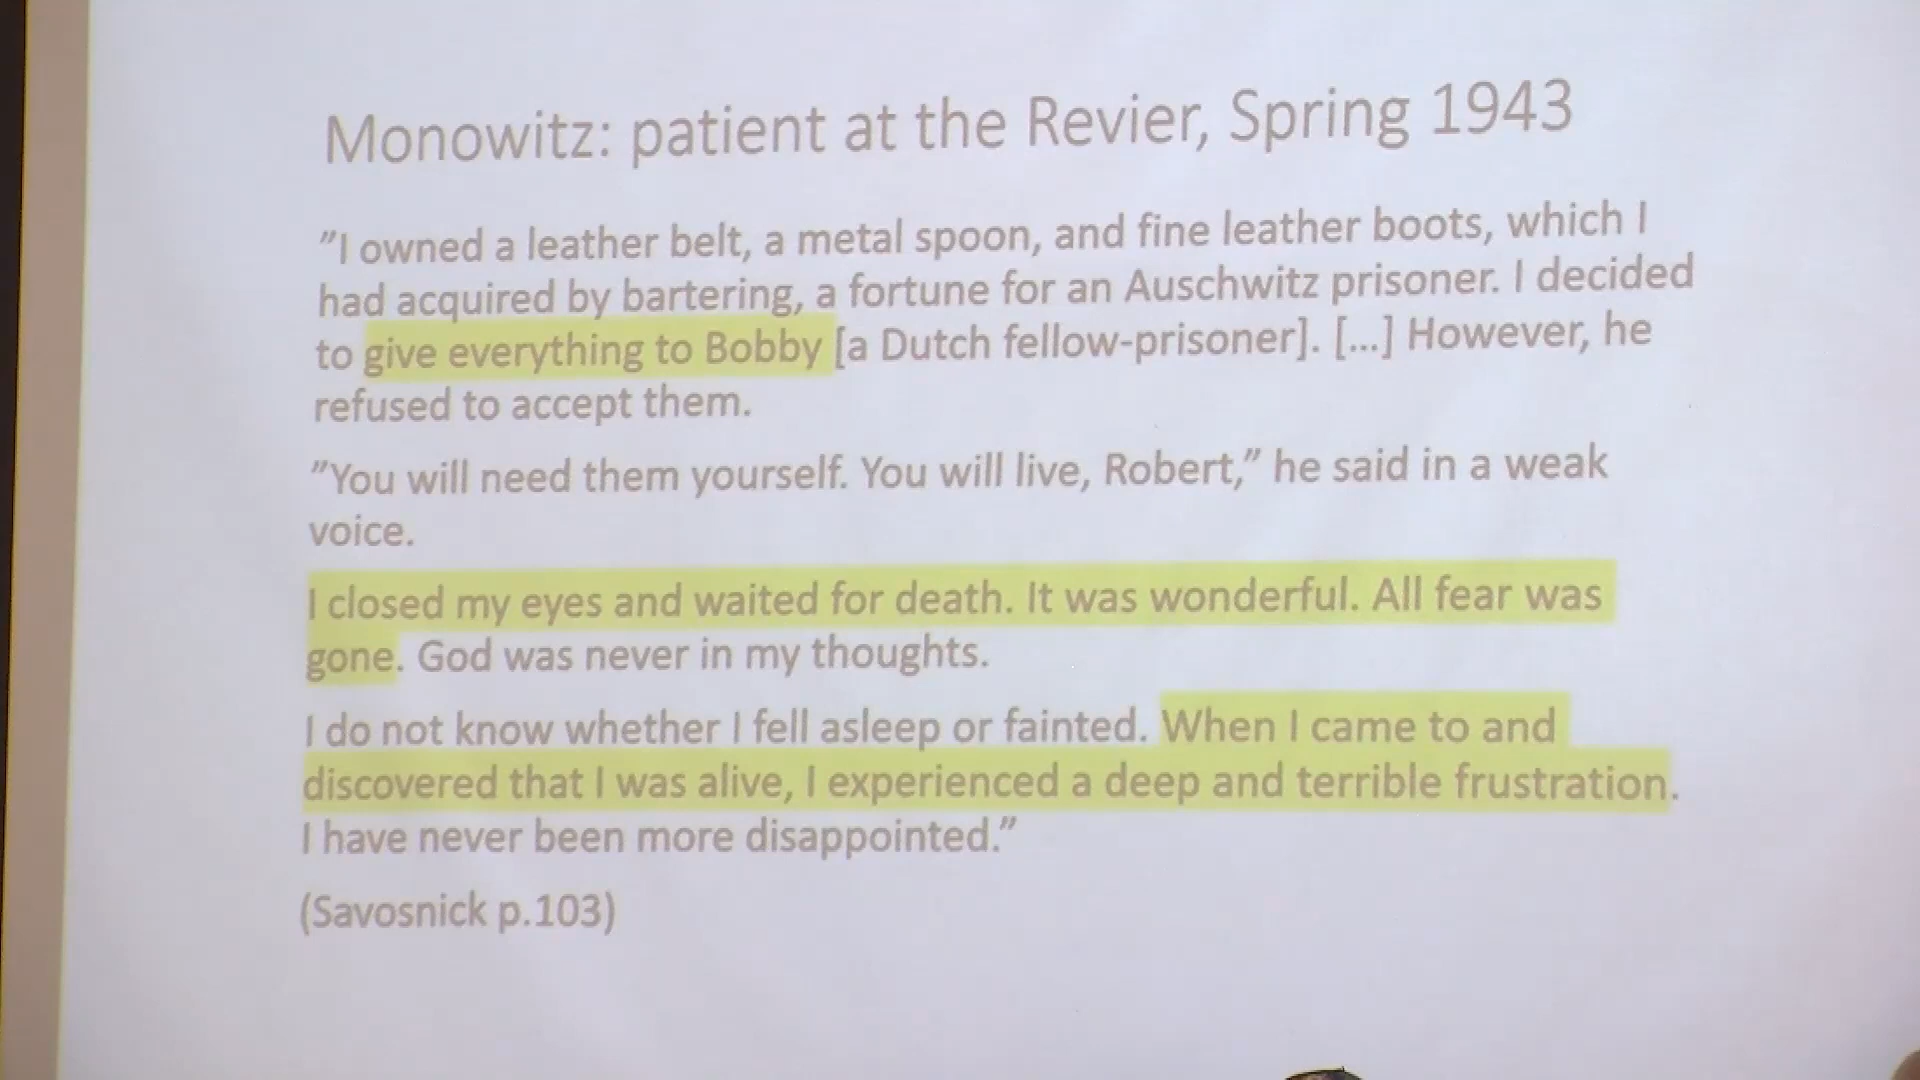 Monowitz: patient at the Revier, Spring 1943
”I owned a leather belt, a metal spoon, and fine leather boots, which I
had acquired by bartering, a fortune for an Auschwitz prisoner. I decided
to give everything to Bobby [a Dutch fellow-prisoner]. [...] However, he
refused to accept them.
”You will need them yourself. You will live, Robert,” he said in a weak
voice.
I closed my eyes and waited for death. It was wonderful. All fear was
gone. God was never in my thoughts.
I do not know whether I fell asleep or fainted. When I came to and
discovered that I was alive, I experienced a deep and terrible frustration.
I have never been more disappointed.”
(Savosnick p.103)